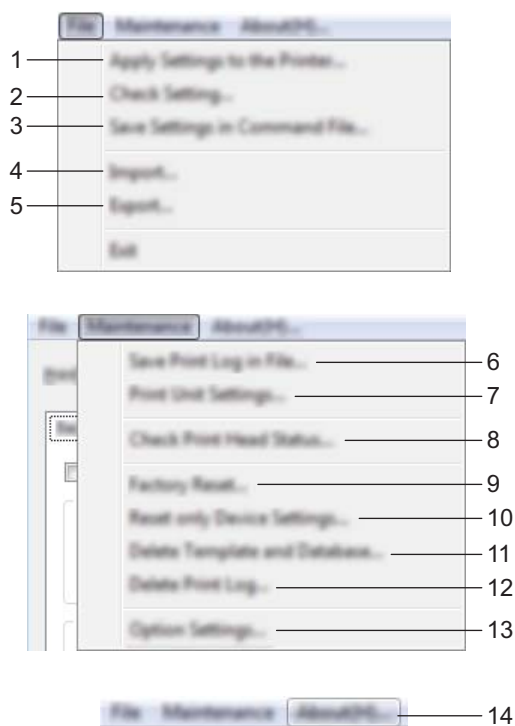 File Maintenance About(H)...
1 Apply Settings to the Printer...
2 Check Setting...
3 Save Settings in Command File...
4 Import...
5 Export...
Exit
File Maintenance About(H)...
Save Print Log in File... 6
Print Unit Settings... 7
Check Print Head Status... 8
Factory Reset... 9
Reset only Device Settings... 10
Delete Template and Database... 11
Delete Print Log... 12
Option Settings... 13
File Maintenance About(H)... 14